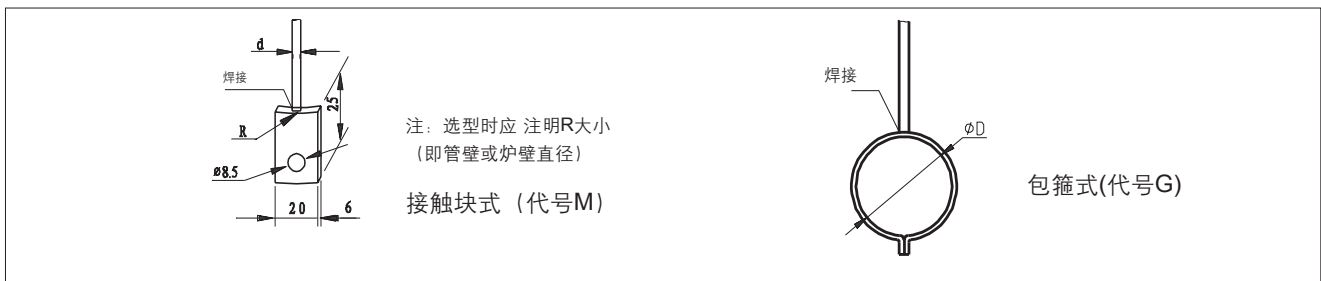 d
焊接
25
R
ø8.5
20
6
注：选型时应 注明R大小
（即管壁或炉壁直径）
接触块式（代号M）
焊接
ϕD
包箍式(代号G)